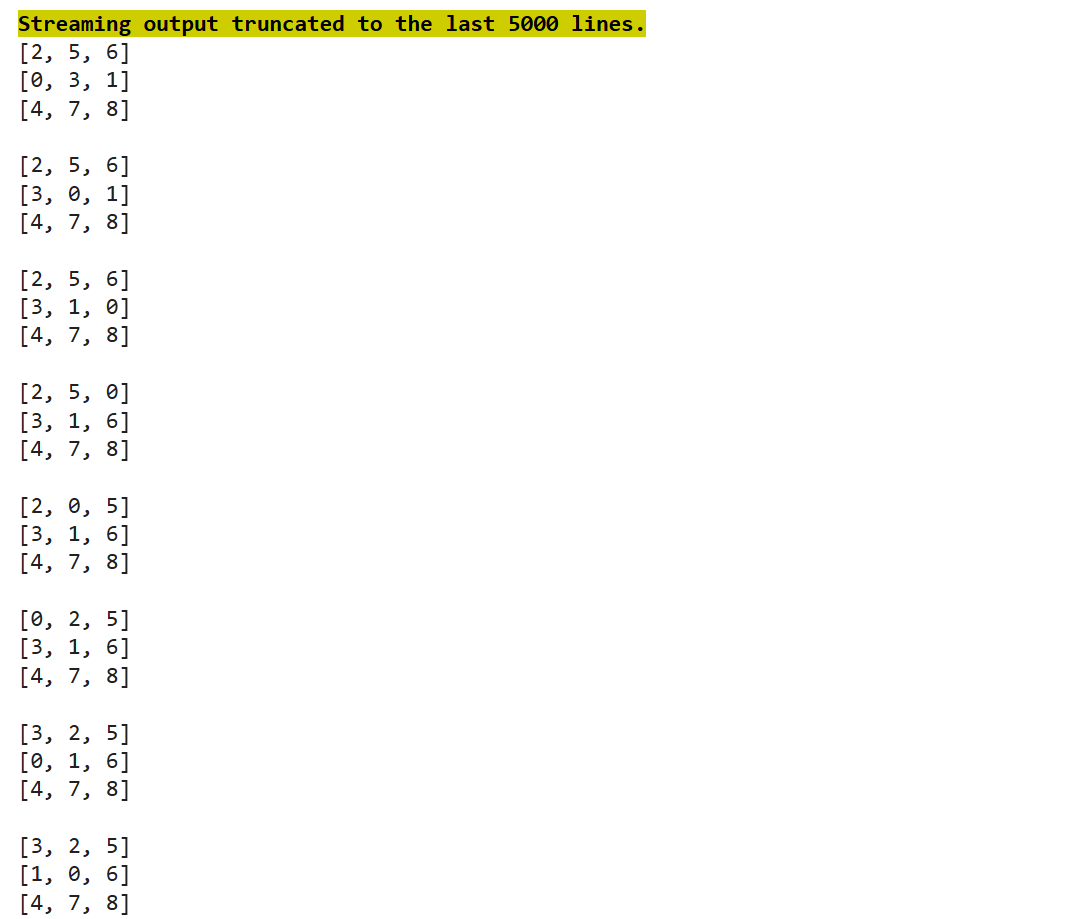 Streaming output truncated to the last 5000 lines.
[2, 5, 6]
[0, 3, 1]
[4, 7, 8]

[2, 5, 6]
[3, 0, 1]
[4, 7, 8]

[2, 5, 6]
[3, 1, 0]
[4, 7, 8]

[2, 5, 0]
[3, 1, 6]
[4, 7, 8]

[2, 0, 5]
[3, 1, 6]
[4, 7, 8]

[0, 2, 5]
[3, 1, 6]
[4, 7, 8]

[3, 2, 5]
[0, 1, 6]
[4, 7, 8]

[3, 2, 5]
[1, 0, 6]
[4, 7, 8]